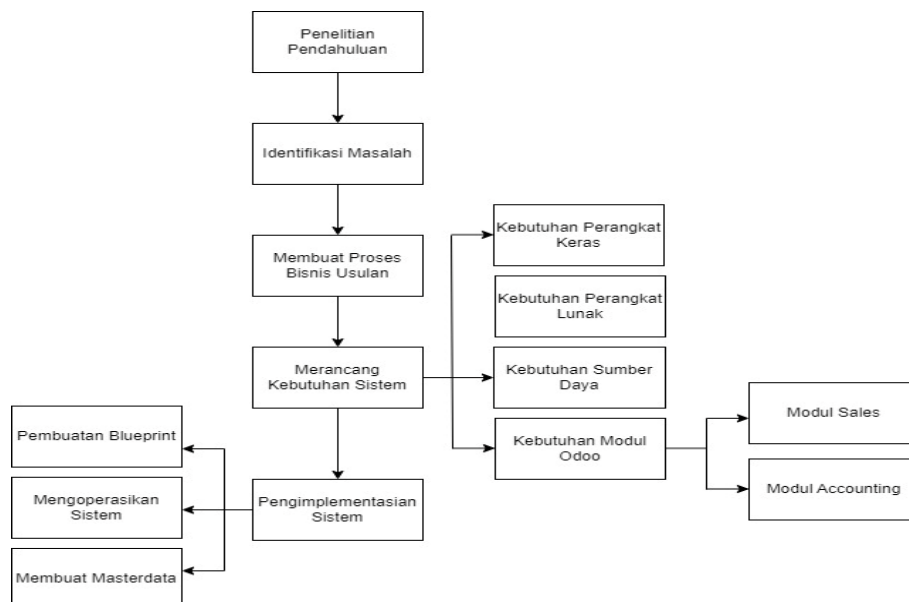 Penelitian
Pendahuluan
Identifikasi Masalah
Membuat Proses
Bisnis Usulan
Merancang
Kebutuhan Sistem
Pengimplementasian
Sistem
Kebutuhan Perangkat
Keras
Kebutuhan Perangkat
Lunak
Kebutuhan Sumber
Daya
Kebutuhan Modul
Odoo
Modul Sales
Modul Accounting
Pembuatan Blueprint
Mengoperasikan
Sistem
Membuat Masterdata